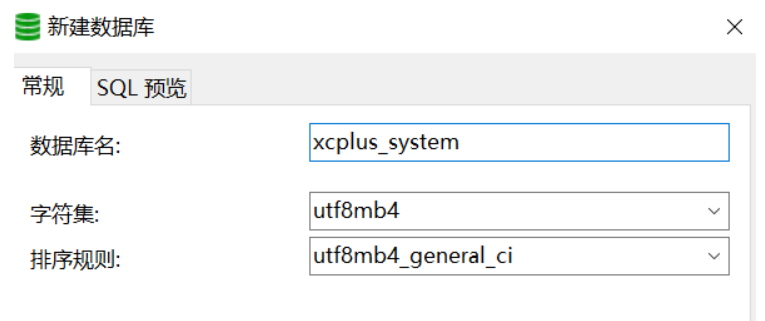 新建数据库
常规 SQL 预览
数据库名: xcplus_system
字符集: utf8mb4
排序规则: utf8mb4_general_ci